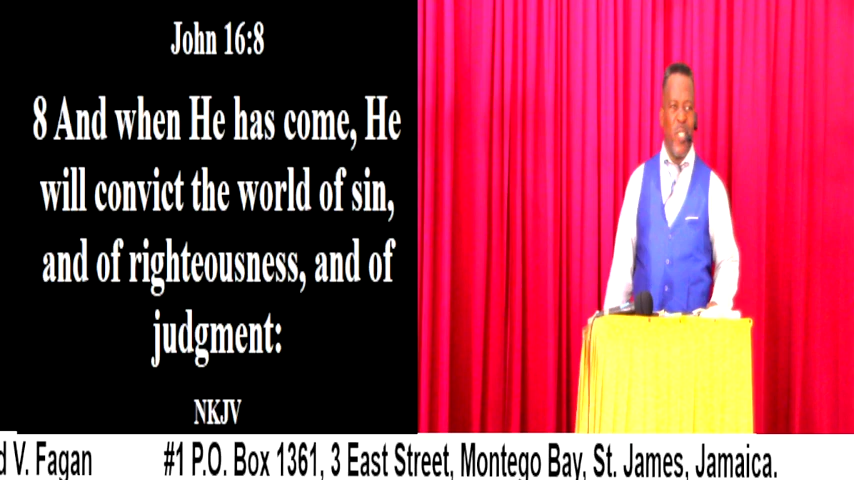 John 16:8
8 And when He has come, He
will convict the world of sin,
and of righteousness, and of
judgment:
NKJV
V. Fagan #1 P.O. Box 1361, 3 East Street, Montego Bay, St. James, Jamaica.